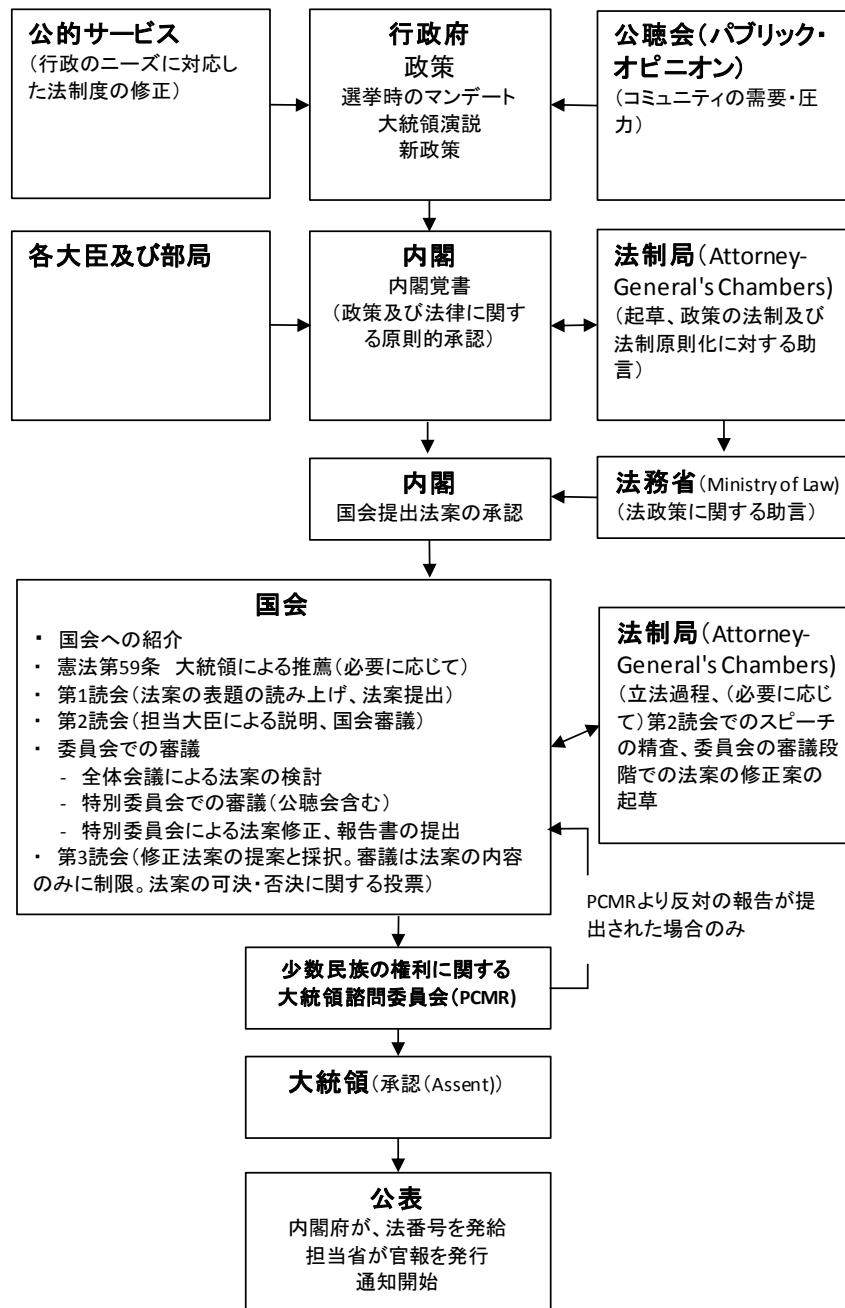 公的サービス
（行政のニーズに対応し
た法制度の修正）
行政府
政策
選挙時のマンデート
大統領演説
新政策
公聴会（パブリック・
オピニオン）
（コミュニティの需要・圧
力）
各大臣及び部局
内閣
内閣覚書
（政策及び法律に関す
る原則的承認）
法制局（Attorney-
General's Chambers）
（起草、政策の法制及び
法制原則化に対する助
言）
内閣
国会提出法案の承認
法務省（Ministry of Law）
（法政策に関する助言）
国会
・ 国会への紹介
・ 憲法第59条 大統領による推薦（必要に応じて）
・ 第1読会（法案の表題の読み上げ、法案提出）
・ 第2読会（担当大臣による説明、国会審議）
・ 委員会での審議
- 全体会議による法案の検討
- 特別委員会での審議（公聴会含む）
- 特別委員会による法案修正、報告書の提出
・ 第3読会（修正法案の提案と採択。審議は法案の内容
のみに制限。法案の可決・否決に関する投票）
法制局（Attorney-
General's Chambers）
（立法過程、（必要に応じ
て）第2読会でのスピーチ
の精査、委員会の審議段
階での法案の修正案の
起草
PCMRより反対の報告が提
出された場合のみ
少数民族の権利に関する
大統領諮問委員会（PCMR）
大統領（承認（Assent））
公表
内閣府が、法番号を発給
担当省が官報を発行
通知開始